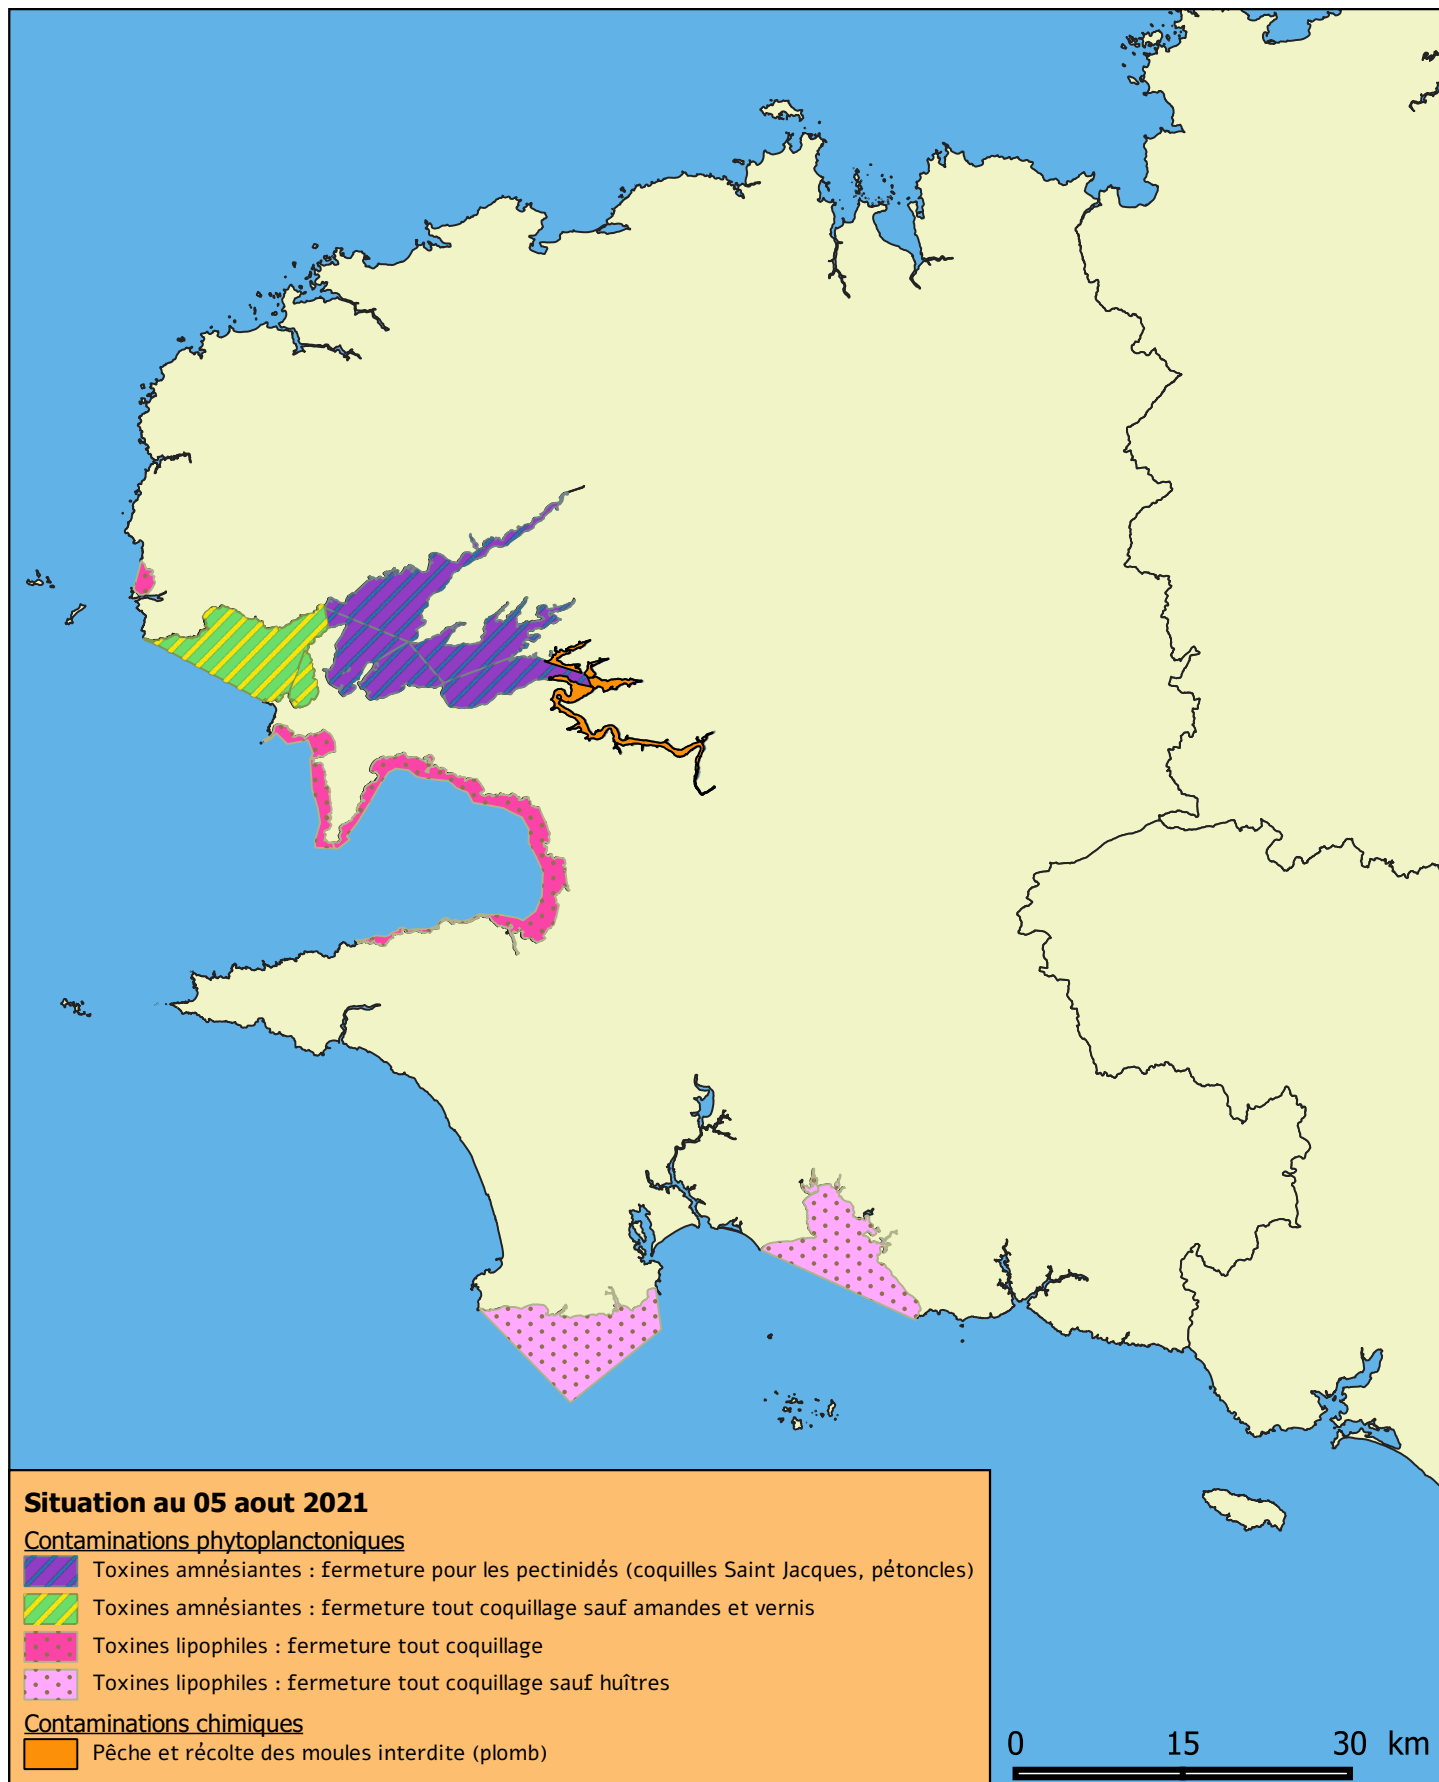 Situation au 05 aout 2021
Contaminations phytoplanctoniques
Toxines amnésiantes : fermeture pour les pectinidés (coquilles Saint Jacques, pétoncles)
Toxines amnésiantes : fermeture tout coquillage sauf amandes et vernis
Toxines lipophiles : fermeture tout coquillage
Toxines lipophiles : fermeture tout coquillage sauf huîtres
Contaminations chimiques
Pêche et récolte des moules interdite (plomb)
0 15 30 km